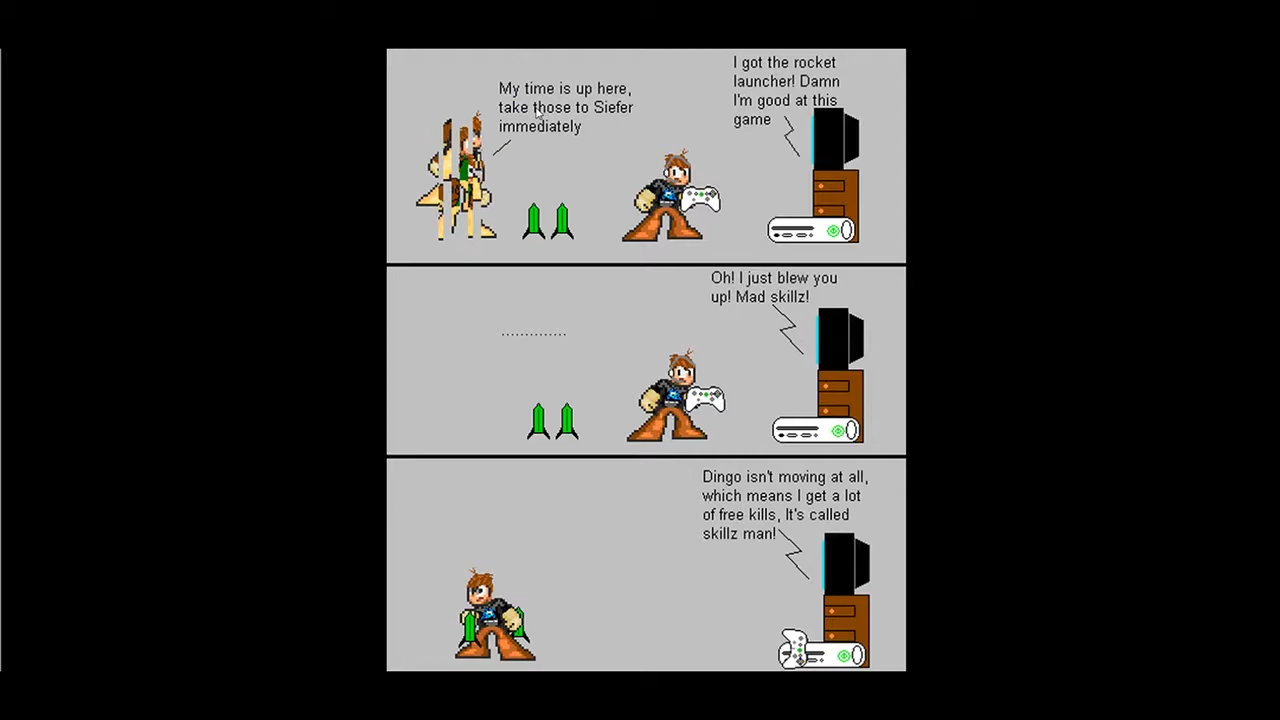 My time is up here,
take those to Siefer
immediately
I got the rocket
launcher! Damn
I'm good at this
game
Oh! I just blew you
up! Mad skillz!
..............
Dingo isn't moving at all,
which means I get a lot
of free kills, It's called
skillz man!